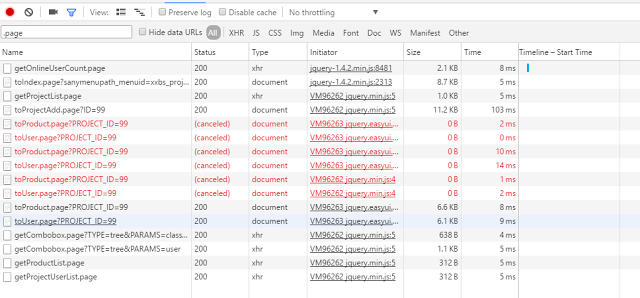 View: Preserve log Disable cache No throttling
.page Hide data URLs All XHR JS CSS Img Media Font Doc WS Manifest Other
Name Status Type Initiator Size Time Timeline – Start Time
getOnlineUserCount.page 200 xhr jquery-1.4.2.min.js:8481 2.1 KB 8 ms
toIndex.page?sanymenupath_menuid=xxbs_proj... 200 document jquery-1.4.2.min.js:2313 8.7 KB 5 ms
getProjectList.page 200 xhr VM96262 jquery.min.js:5 1.0 KB 5 ms
toProjectAdd.page?ID=99 200 document VM96262 jquery.min.js:5 11.2 KB 103 ms
toProduct.page?PROJECT_ID=99 (canceled) document VM96263 jquery.easyui,... 0 B 2 ms
toUser.page?PROJECT_ID=99 (canceled) document VM96263 jquery.easyui,... 0 B 0 ms
toProduct.page?PROJECT_ID=99 (canceled) document VM96263 jquery.easyui,... 0 B 10 ms
toUser.page?PROJECT_ID=99 (canceled) document VM96263 jquery.easyui,... 0 B 14 ms
toProduct.page?PROJECT_ID=99 (canceled) document VM96262 jquery.min.js:4 0 B 1 ms
toUser.page?PROJECT_ID=99 (canceled) document VM96262 jquery.min.js:4 0 B 2 ms
toProduct.page?PROJECT_ID=99 200 document VM96263 jquery.easyui,... 6.6 KB 8 ms
toUser.page?PROJECT_ID=99 200 document VM96263 jquery.easyui,... 6.1 KB 9 ms
getCombobox.page?TYPE=tree&PARAMS=class... 200 xhr VM96262 jquery.min.js:5 638 B 4 ms
getCombobox.page?TYPE=tree&PARAMS=user 200 xhr VM96262 jquery.min.js:5 1.1 KB 5 ms
getProductList.page 200 xhr VM96262 jquery.min.js:5 312 B 5 ms
getProjectUserList.page 200 xhr VM96262 jquery.min.js:5 312 B 5 ms